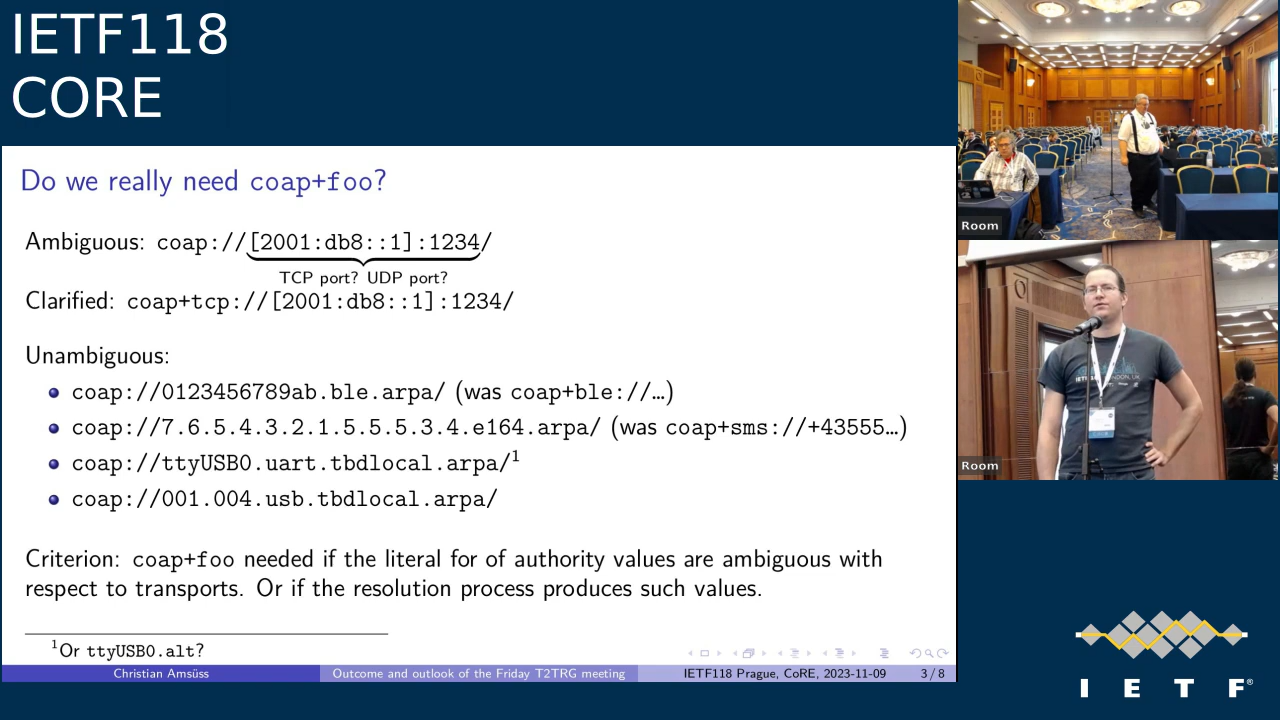 IETF118
CORE
Do we really need coap+foo?
Ambiguous: coap://[2001:db8::1]:1234/
TCP port? UDP port?
Clarified: coap+tcp://[2001:db8::1]:1234/
Unambiguous:
coap://0123456789ab.ble.arpa/ (was coap+ble://…)
coap://7.6.5.4.3.2.1.5.5.5.3.4.e164.arpa/ (was coap+sms://+43555…)
coap://ttyUSB0.uart.tbdlocal.arpa/1
coap://001.004.usb.tbdlocal.arpa/
Criterion: coap+foo needed if the literal for of authority values are ambiguous with
respect to transports. Or if the resolution process produces such values.
1Or ttyUSB0.alt?
Christian Amsüss Outcome and outlook of the Friday T2TRG meeting IETF118 Prague, CoRE, 2023-11-09 3 / 8
Room
Room
I E T F®